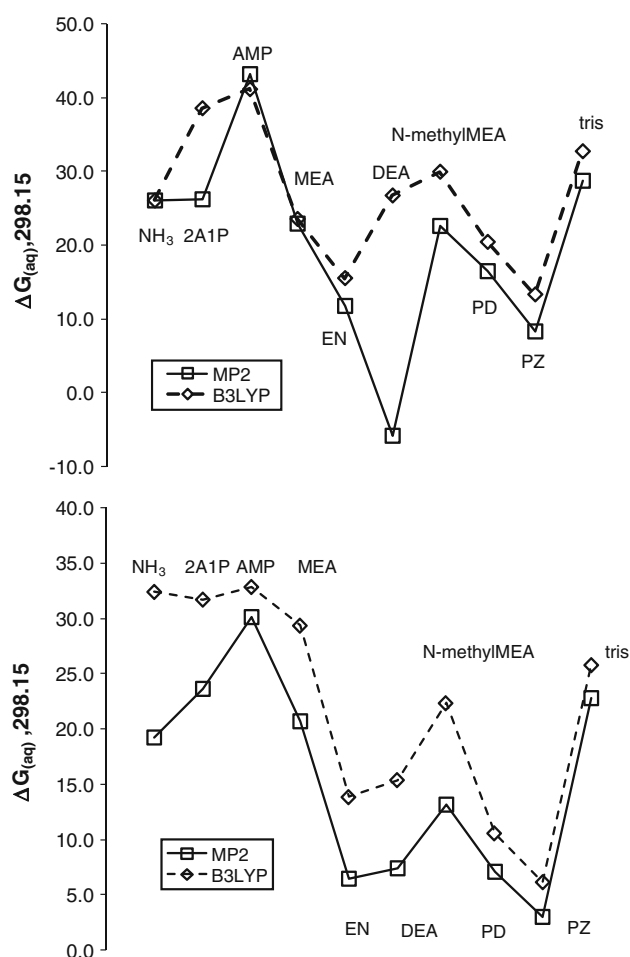 50.0
AMP
40.0
N-methylMEA
tris
30.0
MEA
DEA
NH₃ 2A1P
20.0
ΔG(aq),298.15
10.0
EN
PD
PZ
MP2
B3LYP
0.0
-10.0
40.0
35.0
NH₃ 2A1P AMP MEA
30.0
25.0
N-methylMEA
tris
20.0
ΔG(aq) ,298.15
15.0
10.0
MP2
B3LYP
5.0
EN DEA PD PZ
0.0